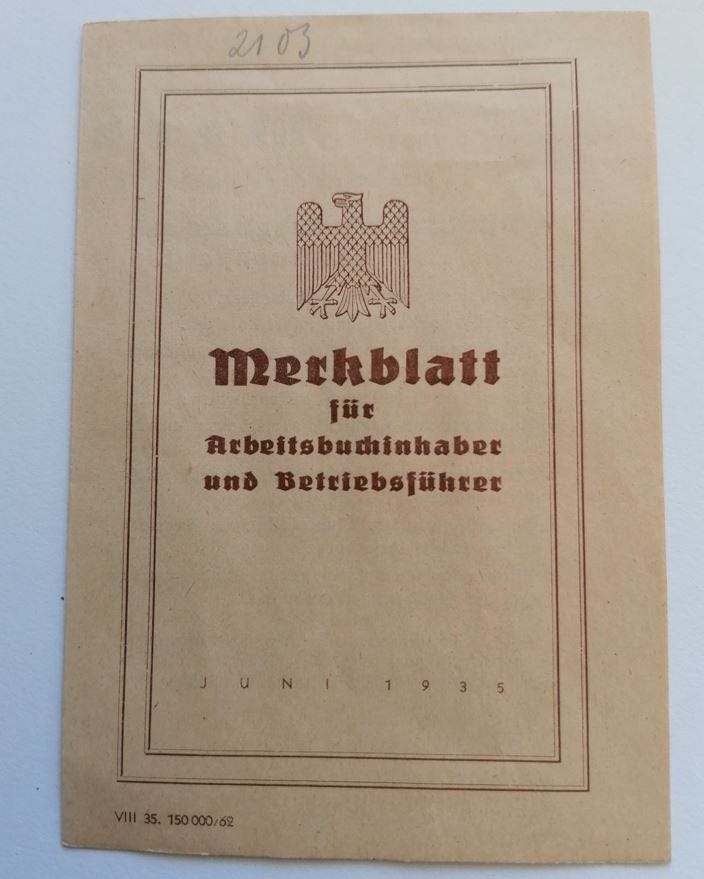 2103
Merkblatt
für
Arbeitsbuchinhaber
und Betriebsführer
JUNI 1935
VIII 35. 150 000/62